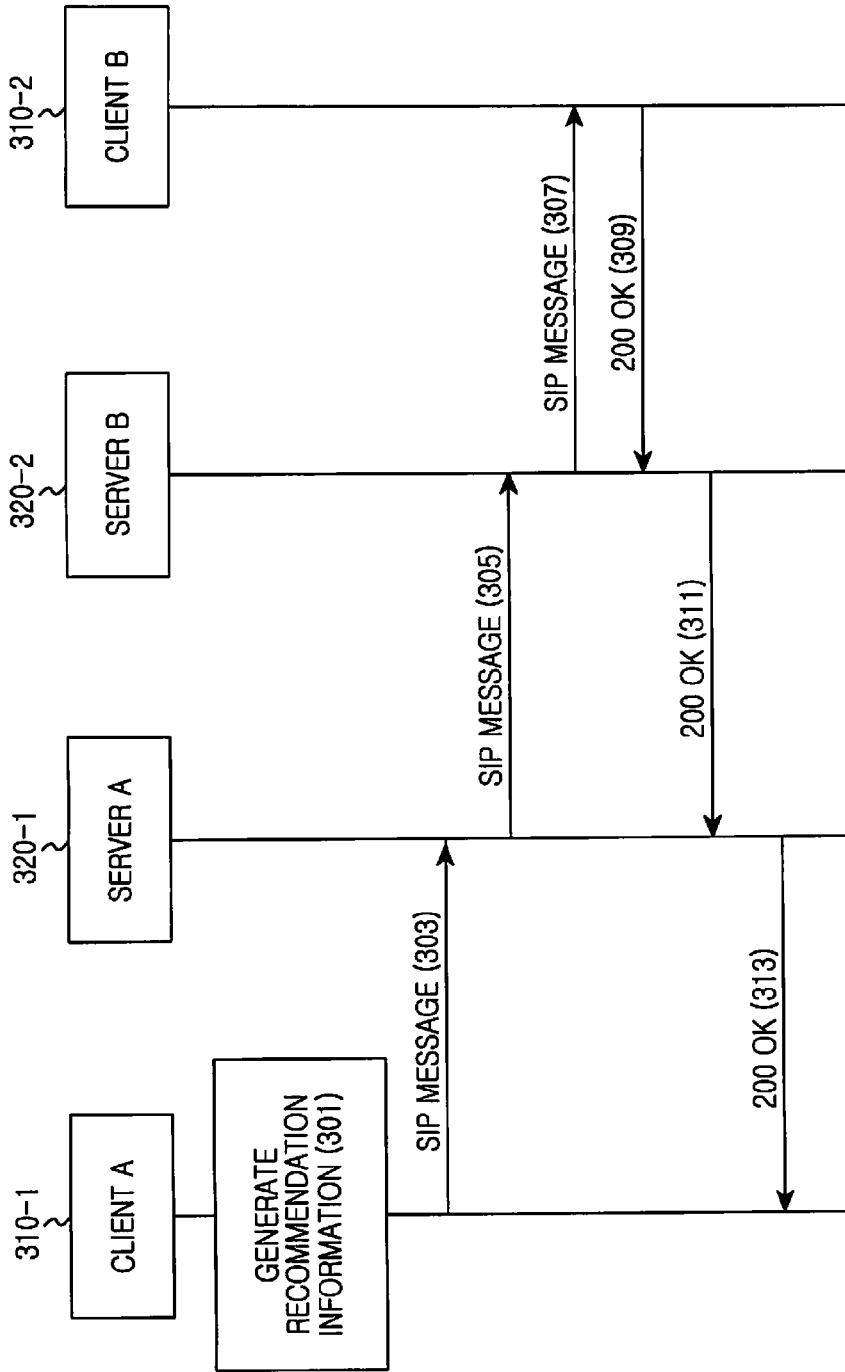 310-1
320-1
320-2
310-2
CLIENT A
SERVER A
SERVER B
CLIENT B
GENERATE
RECOMMENDATION
INFORMATION (301)
SIP MESSAGE (303)
SIP MESSAGE (305)
SIP MESSAGE (307)
200 OK (309)
200 OK (311)
200 OK (313)